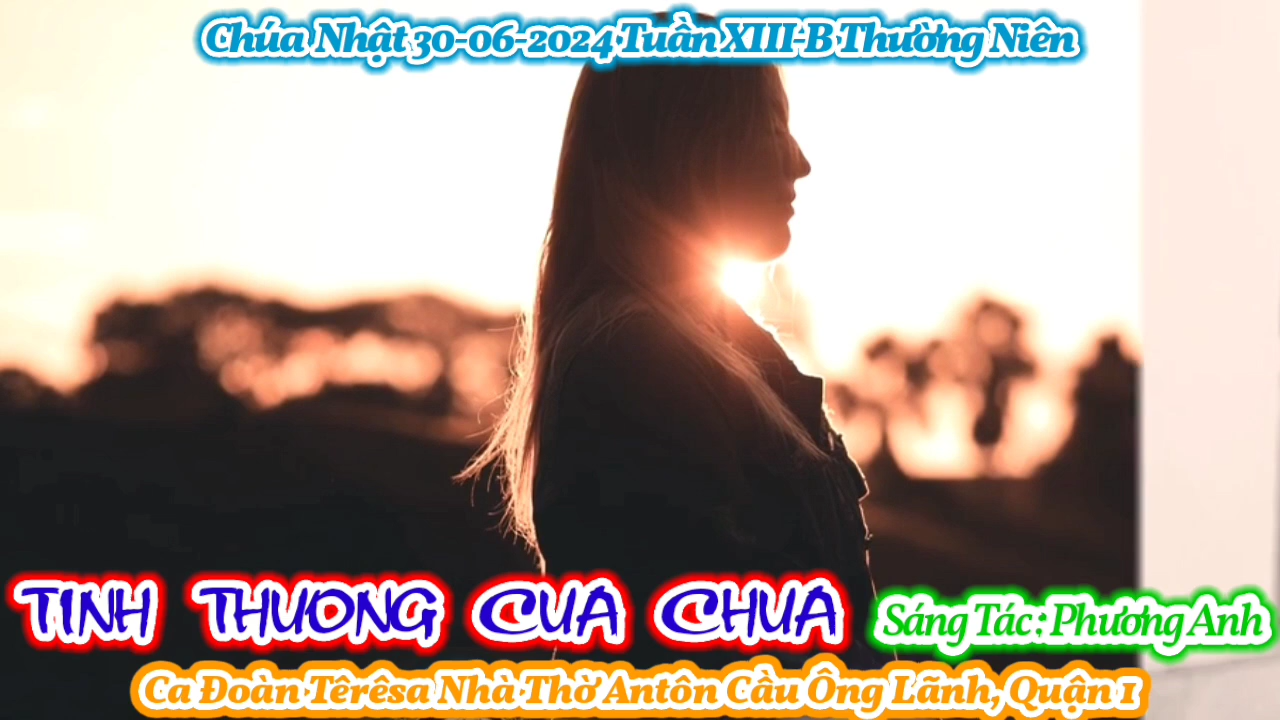 Chúa Nhật 30-06-2024 Tuần XIII-B Thường Niên
TINH THUONG CUA CHUA
Sáng Tác : Phương Anh
Ca Đoàn Têrêsa Nhà Thờ Antôn Cầu Ông Lãnh, Quận 1